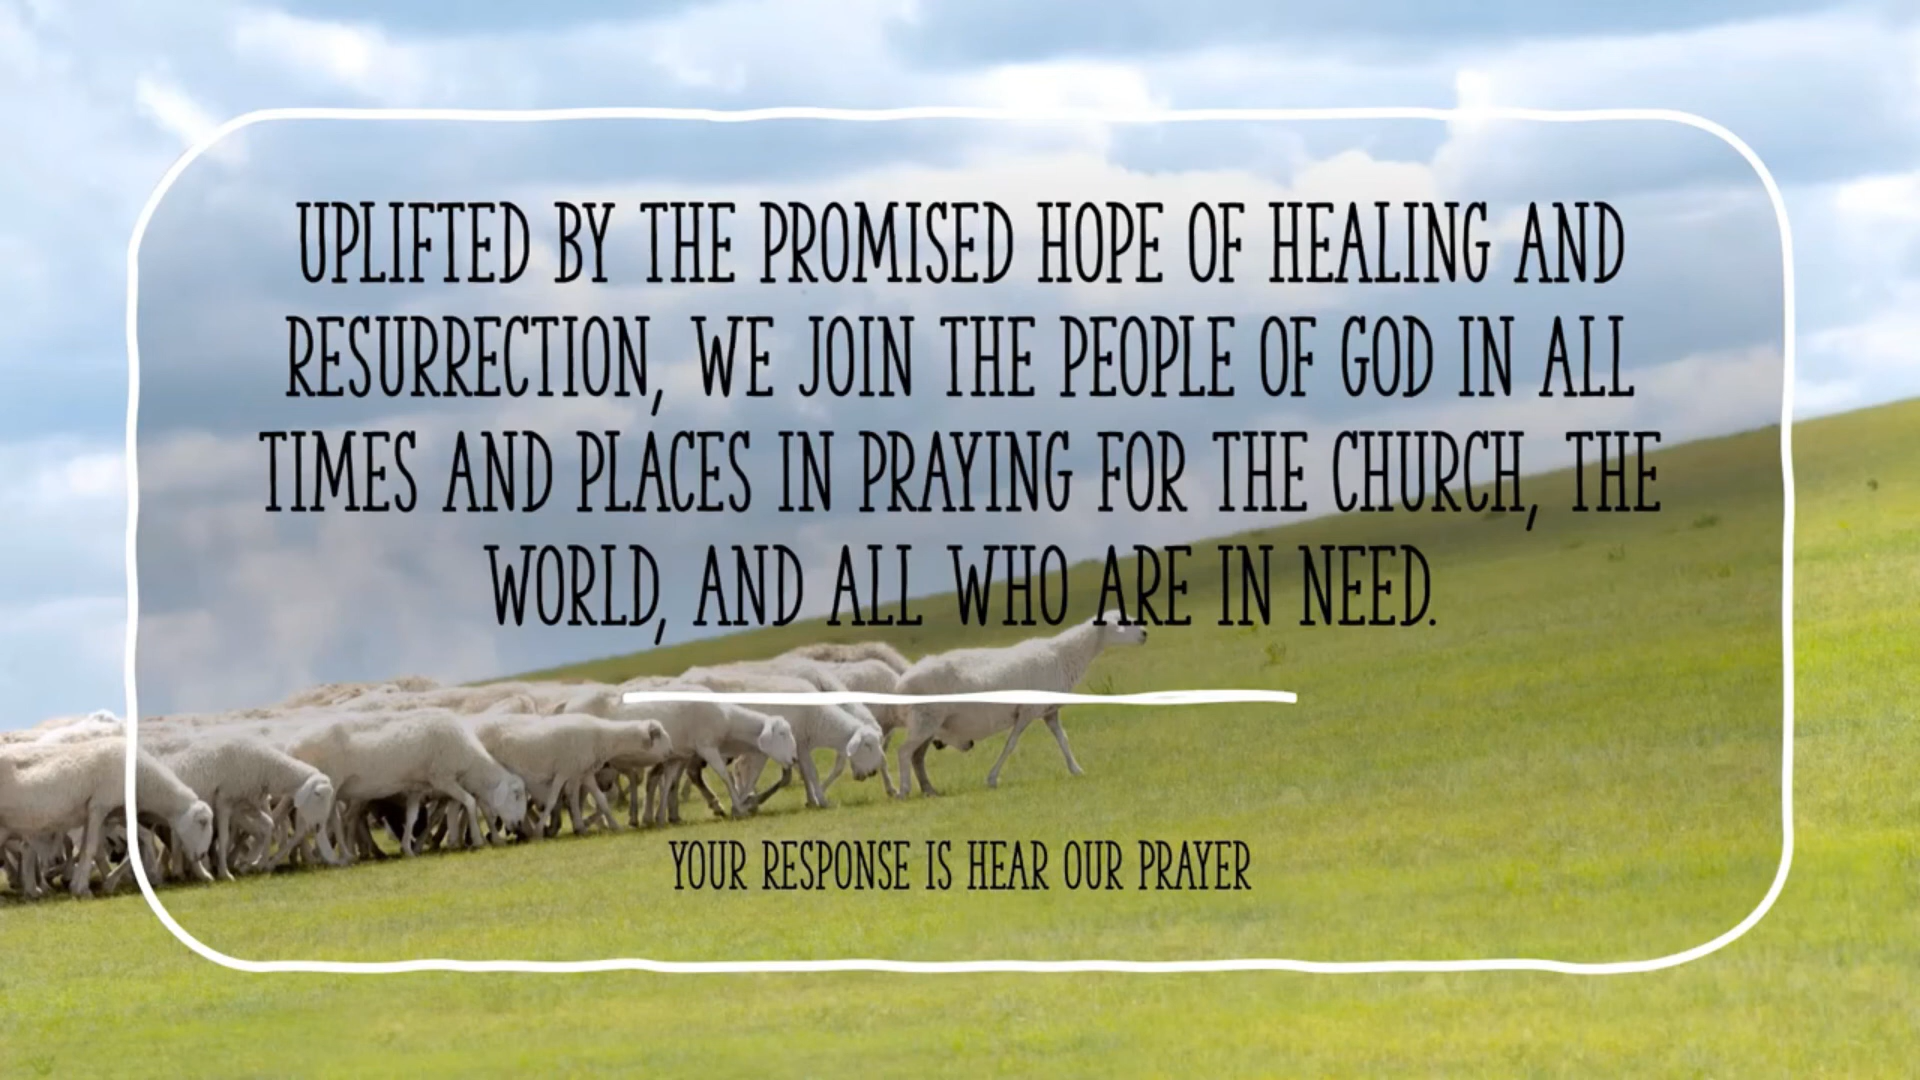 UPLIFTED BY THE PROMISED HOPE OF HEALING AND
RESURRECTION, WE JOIN THE PEOPLE OF GOD IN ALL
TIMES AND PLACES IN PRAYING FOR THE CHURCH, THE
WORLD, AND ALL WHO ARE IN NEED.
YOUR RESPONSE IS HEAR OUR PRAYER